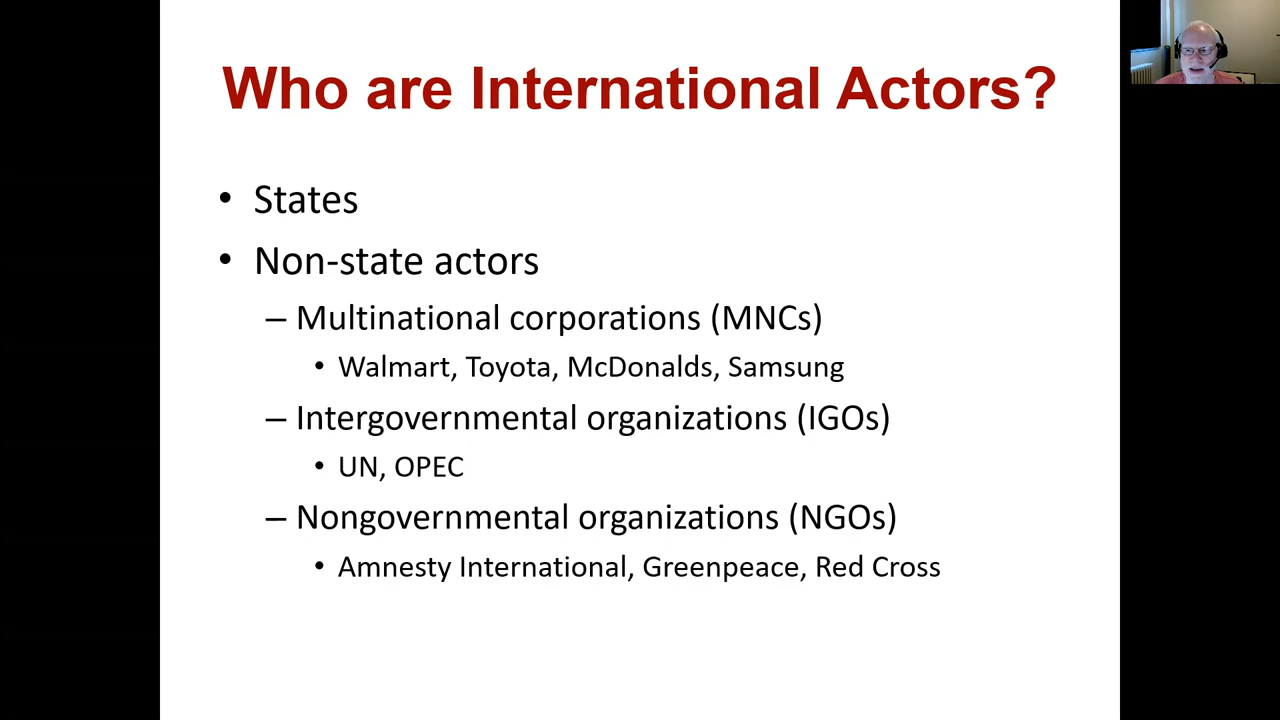 Who are International Actors?
• States
• Non-state actors
– Multinational corporations (MNCs)
• Walmart, Toyota, McDonalds, Samsung
– Intergovernmental organizations (IGOs)
• UN, OPEC
– Nongovernmental organizations (NGOs)
• Amnesty International, Greenpeace, Red Cross